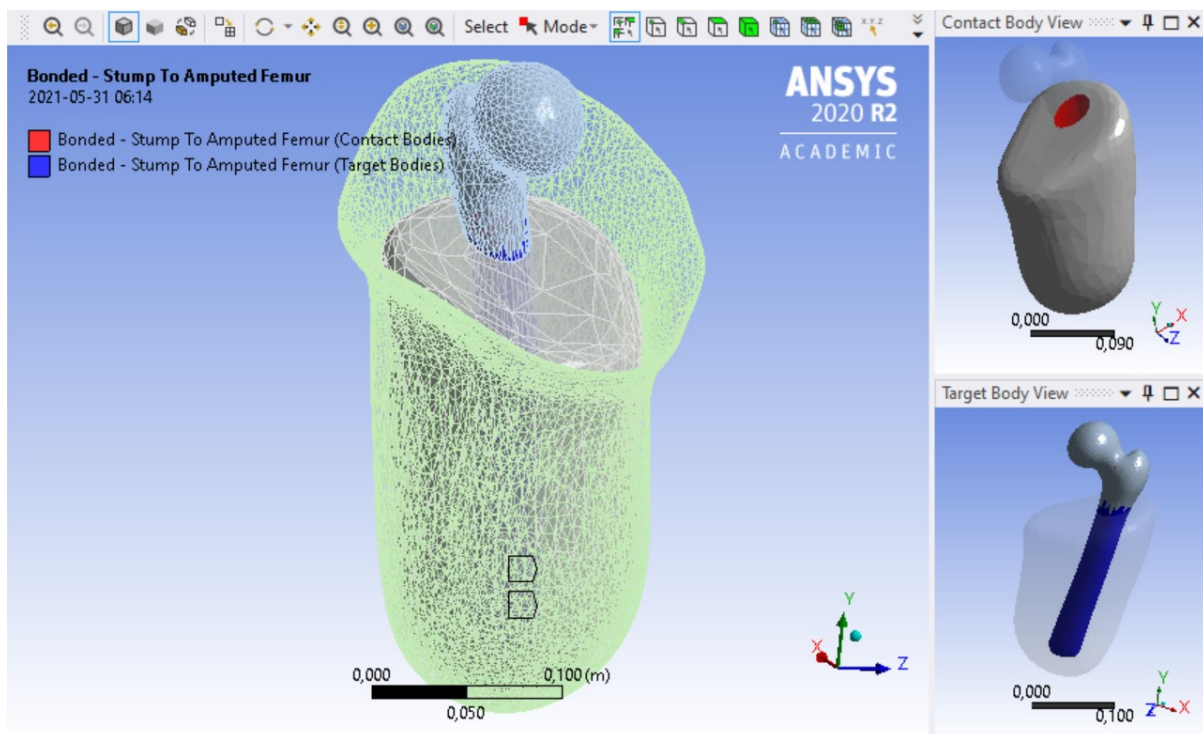 Select Mode
X Y Z
Bonded - Stump To Amputed Femur
2021-05-31 06:14
Bonded - Stump To Amputed Femur (Contact Bodies)
Bonded - Stump To Amputed Femur (Target Bodies)
ANSYS
2020 R2
ACADEMIC
Y
X
Z
0,000
0,100 (m)
0,050
Contact Body View
0,000
0,090
Y
X
Z
Target Body View
0,000
0,100
Y
Z
X